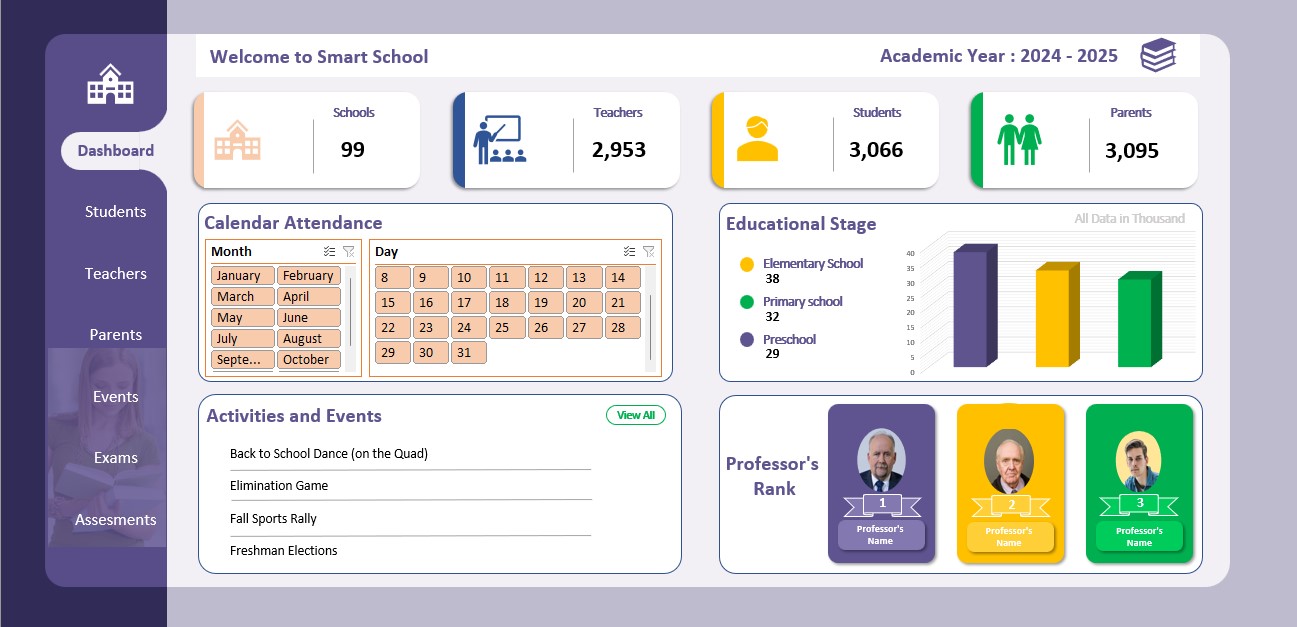 Welcome to Smart School
Academic Year : 2024 - 2025
Dashboard
Students
Teachers
Parents
Events
Exams
Assesments
Schools
99
Teachers
2,953
Students
3,066
Parents
3,095
Calendar Attendance
Month
January February
March April
May June
July August
Septe... October
Day
8 9 10 11 12 13 14
15 16 17 18 19 20 21
22 23 24 25 26 27 28
29 30 31
Educational Stage
All Data in Thousand
Elementary School
38
Primary school
32
Preschool
29
40
35
30
25
20
15
10
5
0
Activities and Events
View All
Back to School Dance (on the Quad)
Elimination Game
Fall Sports Rally
Freshman Elections
Professor's
Rank
1
Professor's
Name
2
Professor's
Name
3
Professor's
Name